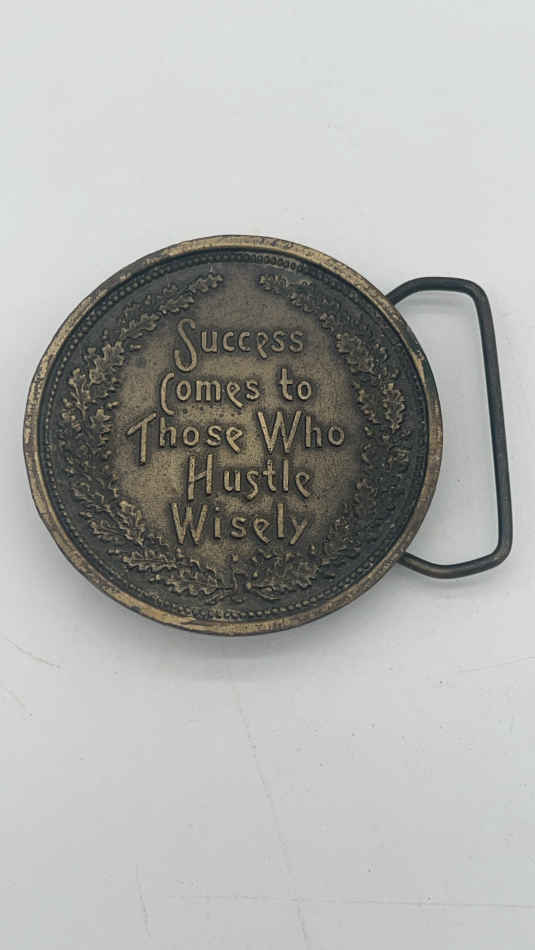 Success
Comes to
Those Who
Hustle
Wisely